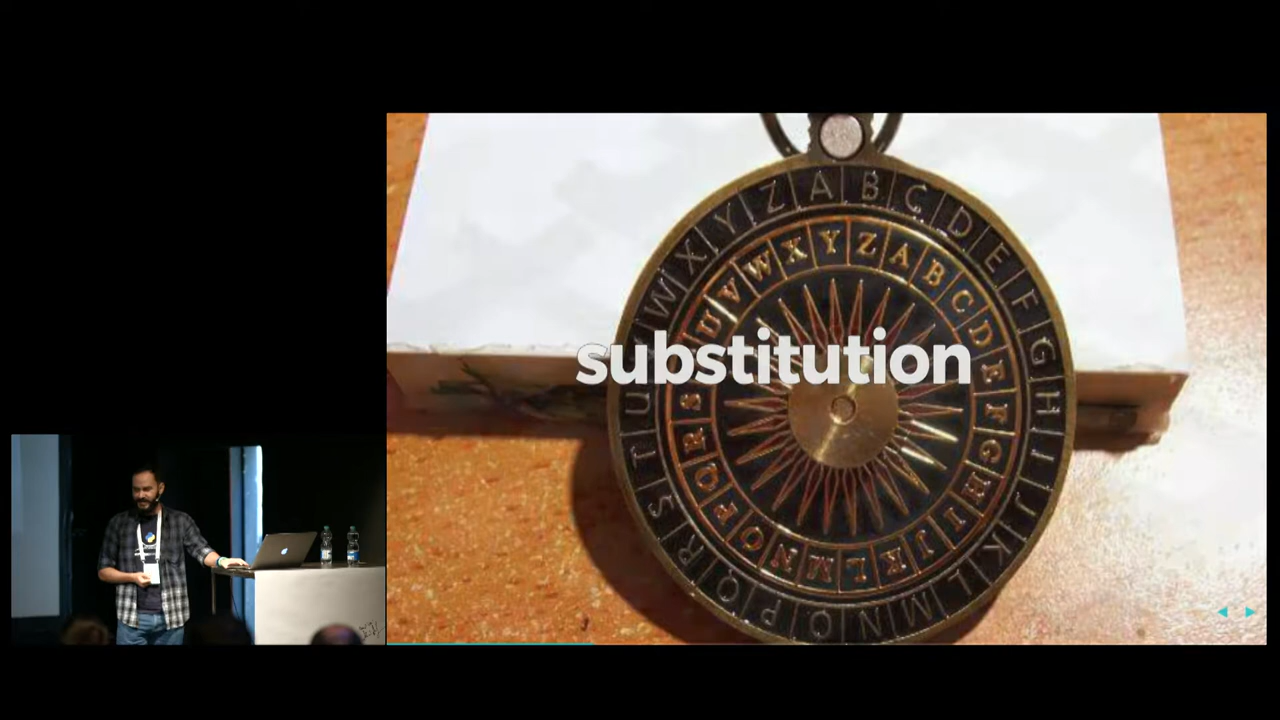 A B C D E F G H I J K L M N O P Q R S T U W X Y Z
Y Z A B C D E F G H I J K L M N O P Q R S U V W X
substitution